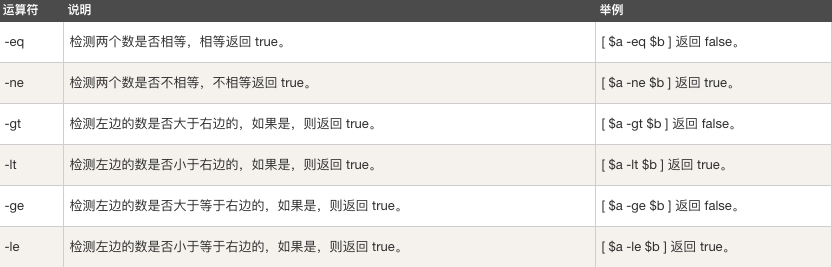 运算符 说明 举例
-eq 检测两个数是否相等，相等返回 true。 [ $a -eq $b ] 返回 false。
-ne 检测两个数是否不相等，不相等返回 true。 [ $a -ne $b ] 返回 true。
-gt 检测左边的数是否大于右边的，如果是，则返回 true。 [ $a -gt $b ] 返回 false。
-lt 检测左边的数是否小于右边的，如果是，则返回 true。 [ $a -lt $b ] 返回 true。
-ge 检测左边的数是否大于等于右边的，如果是，则返回 true。 [ $a -ge $b ] 返回 false。
-le 检测左边的数是否小于等于右边的，如果是，则返回 true。 [ $a -le $b ] 返回 true。